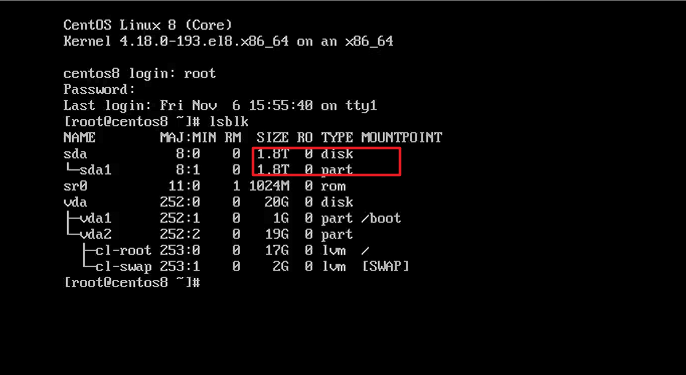 CentOS Linux 8 (Core)
Kernel 4.18.0-193.el8.x86_64 on an x86_64
centos8 login: root
Password:
Last login: Fri Nov  6 15:55:40 on tty1
[root@centos8 ~]# lsblk
NAME        MAJ:MIN RM  SIZE RO TYPE MOUNTPOINT
sda           8:0    0  1.8T  0 disk
└─sda1        8:1    0  1.8T  0 part
sr0          11:0    1 1024M  0 rom
vda         252:0    0   20G  0 disk
├─vda1      252:1    0    1G  0 part /boot
└─vda2      252:2    0   19G  0 part
  ├─cl-root 253:0    0   17G  0 lvm  /
  └─cl-swap 253:1    0    2G  0 lvm  [SWAP]
[root@centos8 ~]#